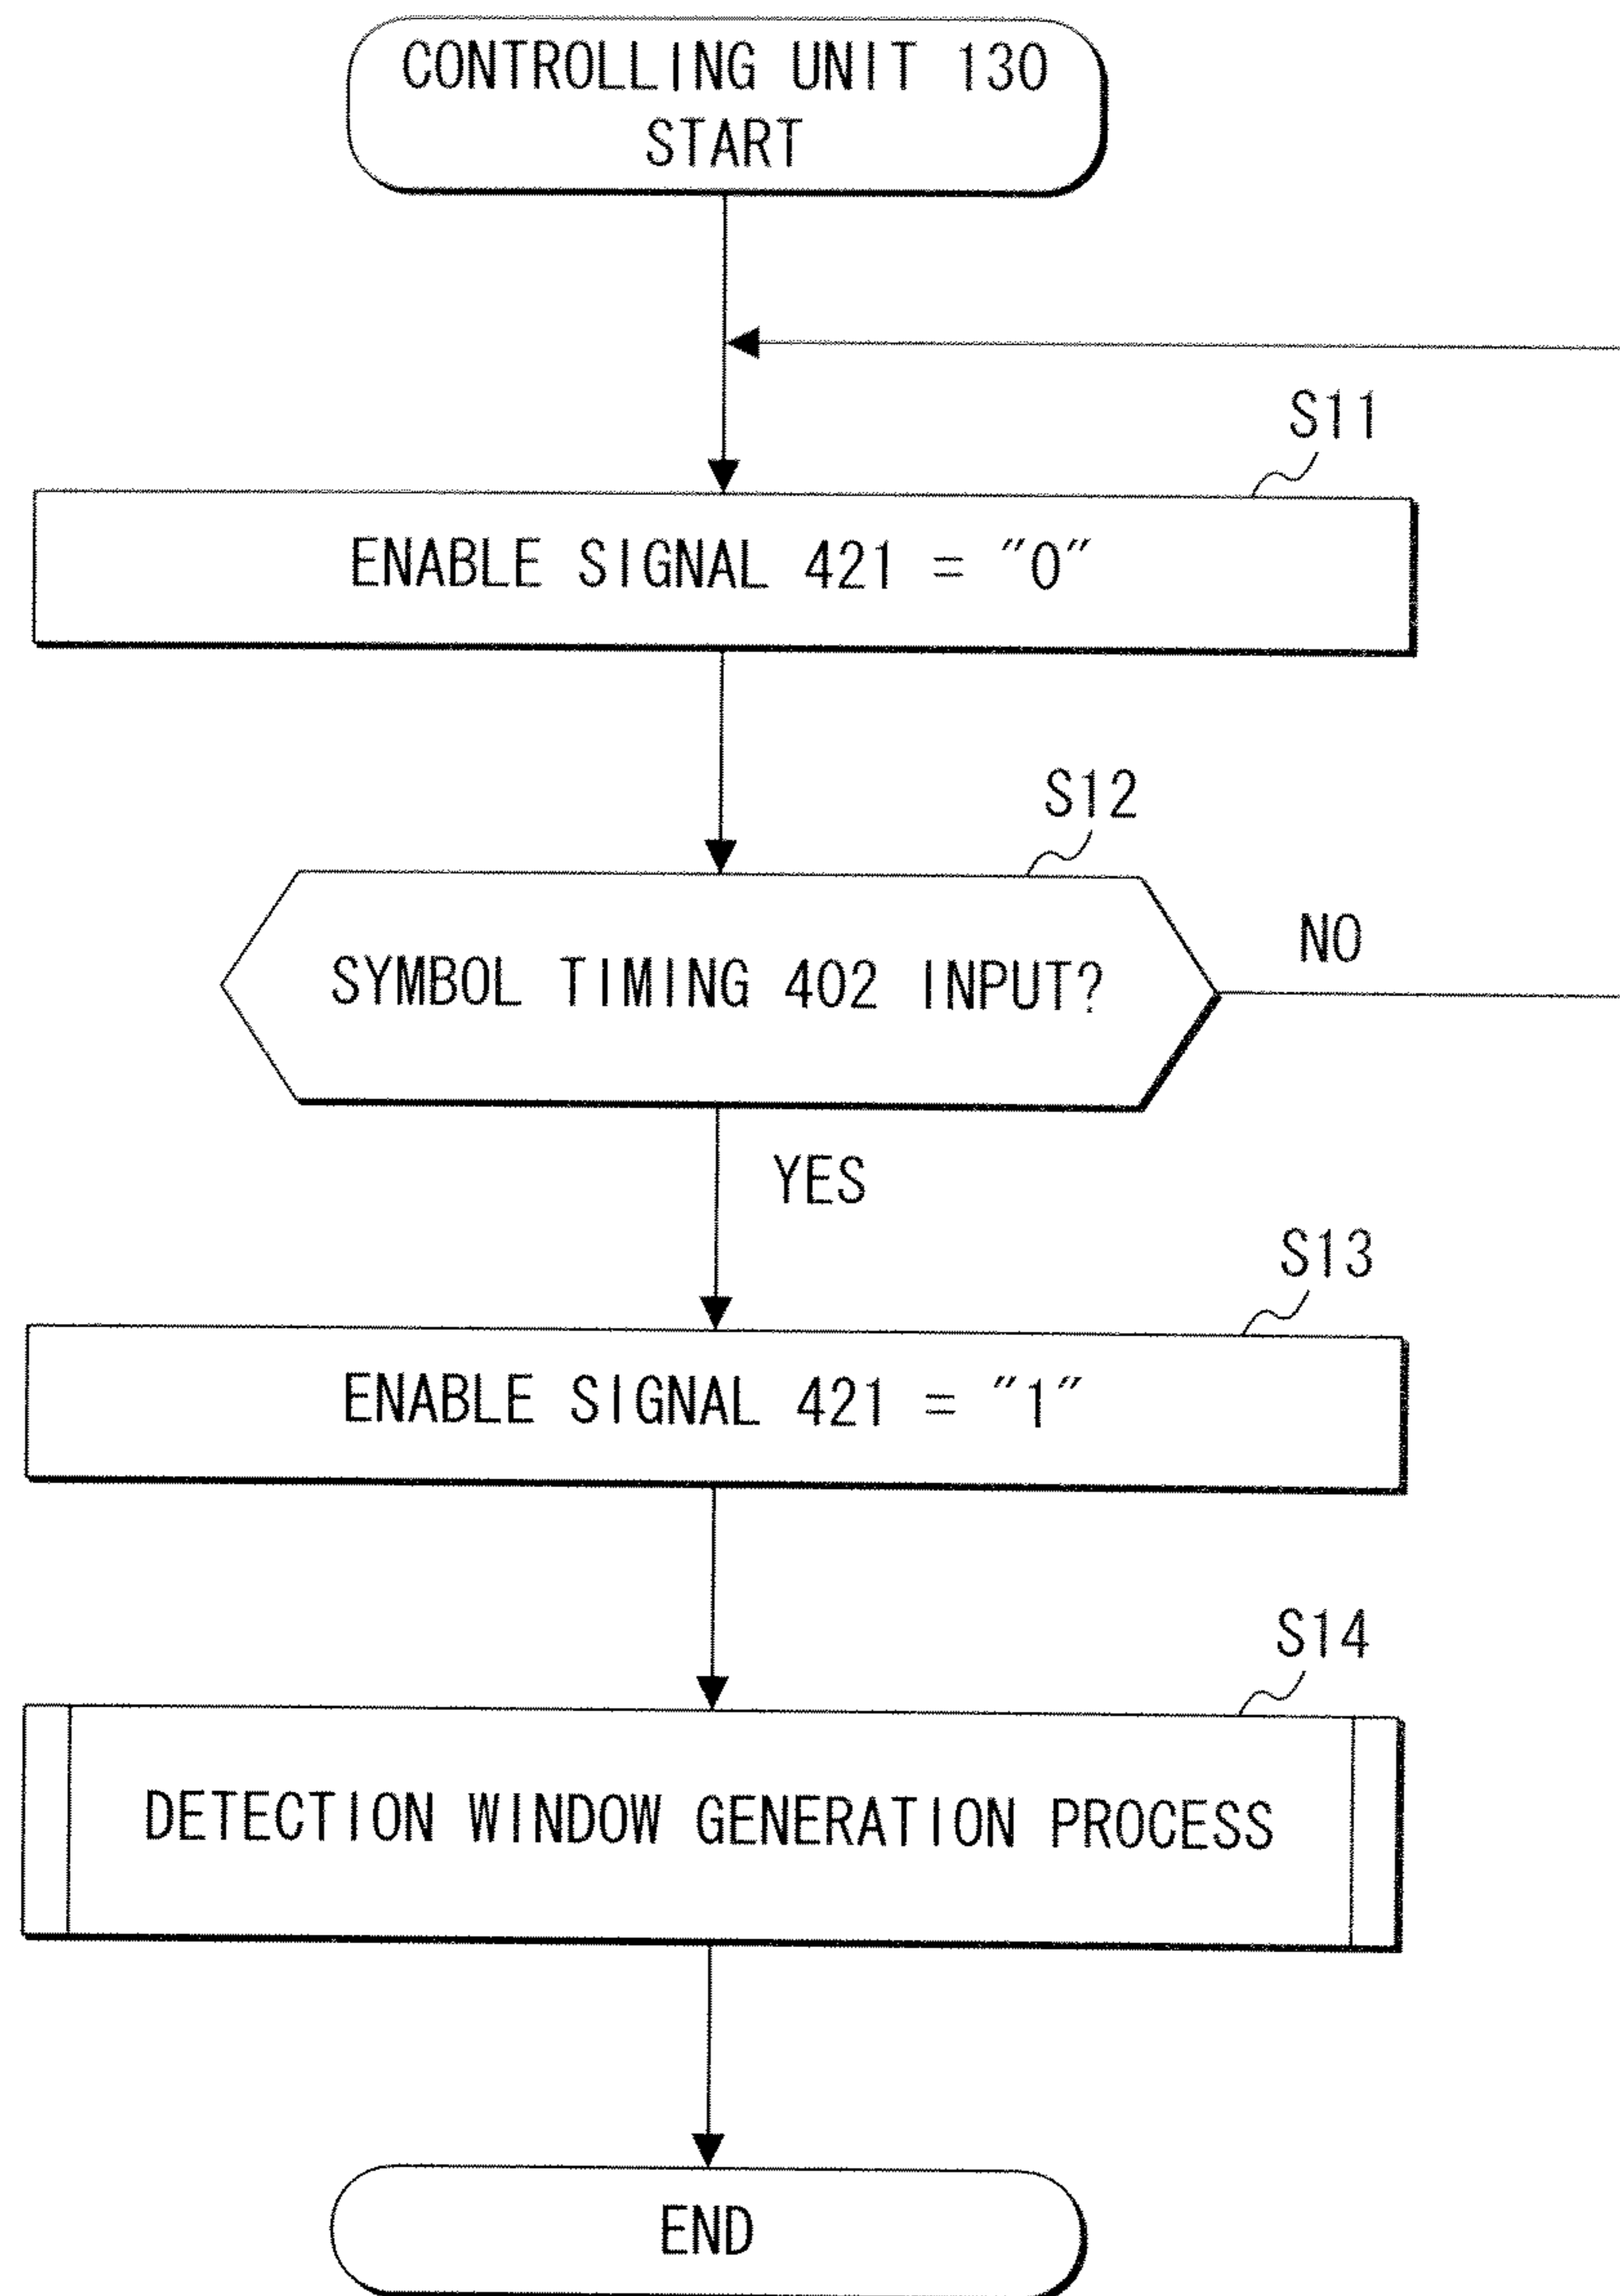 CONTROLLING UNIT 130
START
S11
ENABLE SIGNAL 421 = "0"
S12
SYMBOL TIMING 402 INPUT?
NO
YES
S13
ENABLE SIGNAL 421 = "1"
S14
DETECTION WINDOW GENERATION PROCESS
END